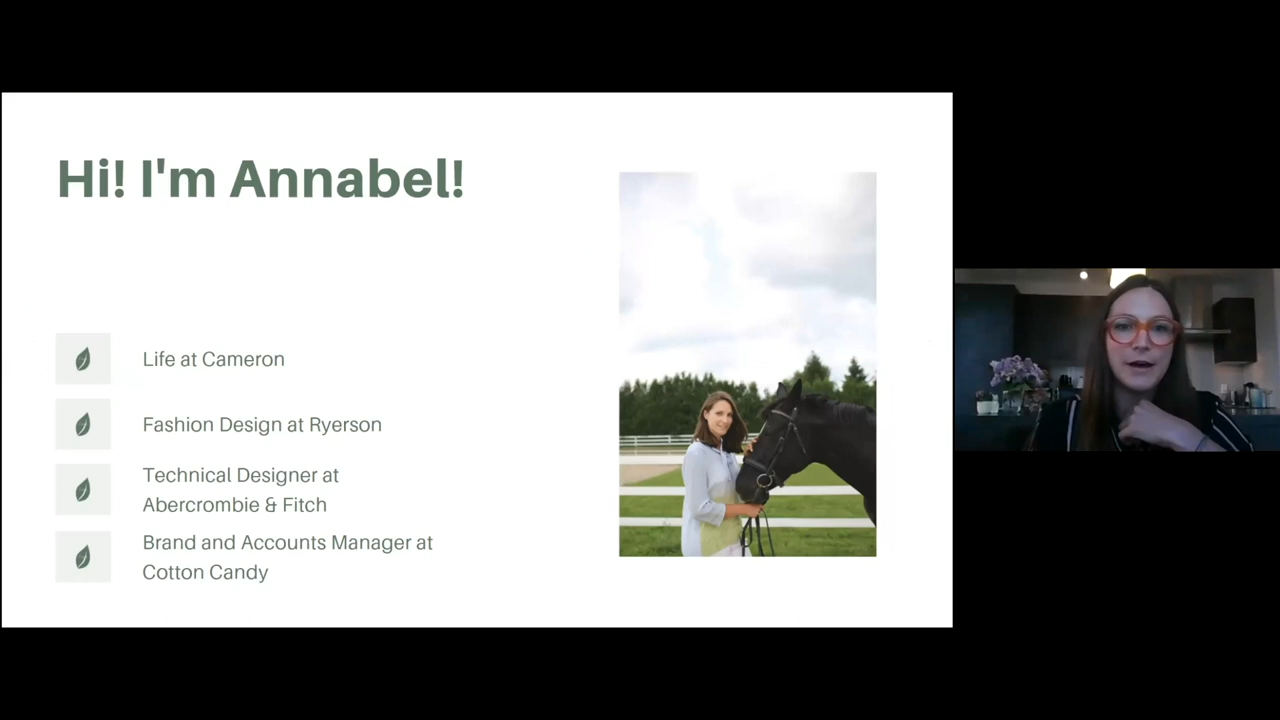 Hi! I'm Annabel!
Life at Cameron
Fashion Design at Ryerson
Technical Designer at
Abercrombie & Fitch
Brand and Accounts Manager at
Cotton Candy